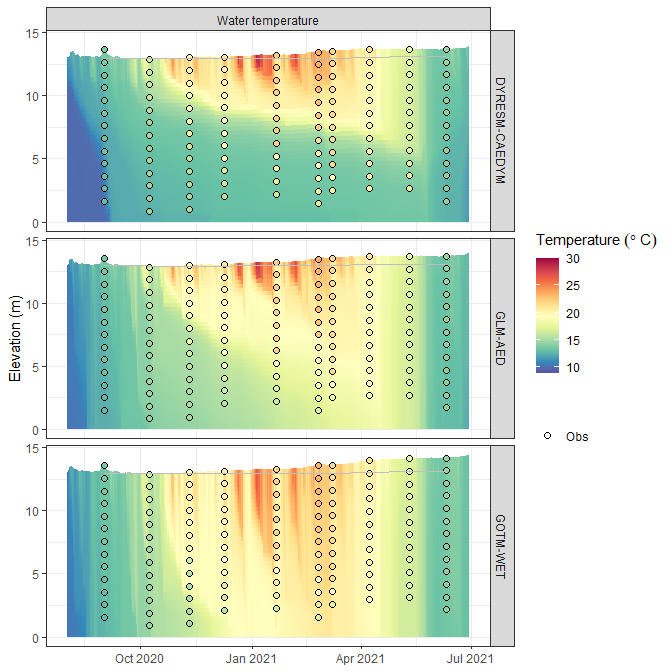 Water temperature
15
10
5
0
DYRESM-CAEDYM
15
10
5
0
GLM-AED
15
10
5
0
GOTM-WET
Elevation (m)
Oct 2020
Jan 2021
Apr 2021
Jul 2021
Temperature (° C)
30
25
20
15
10
Obs